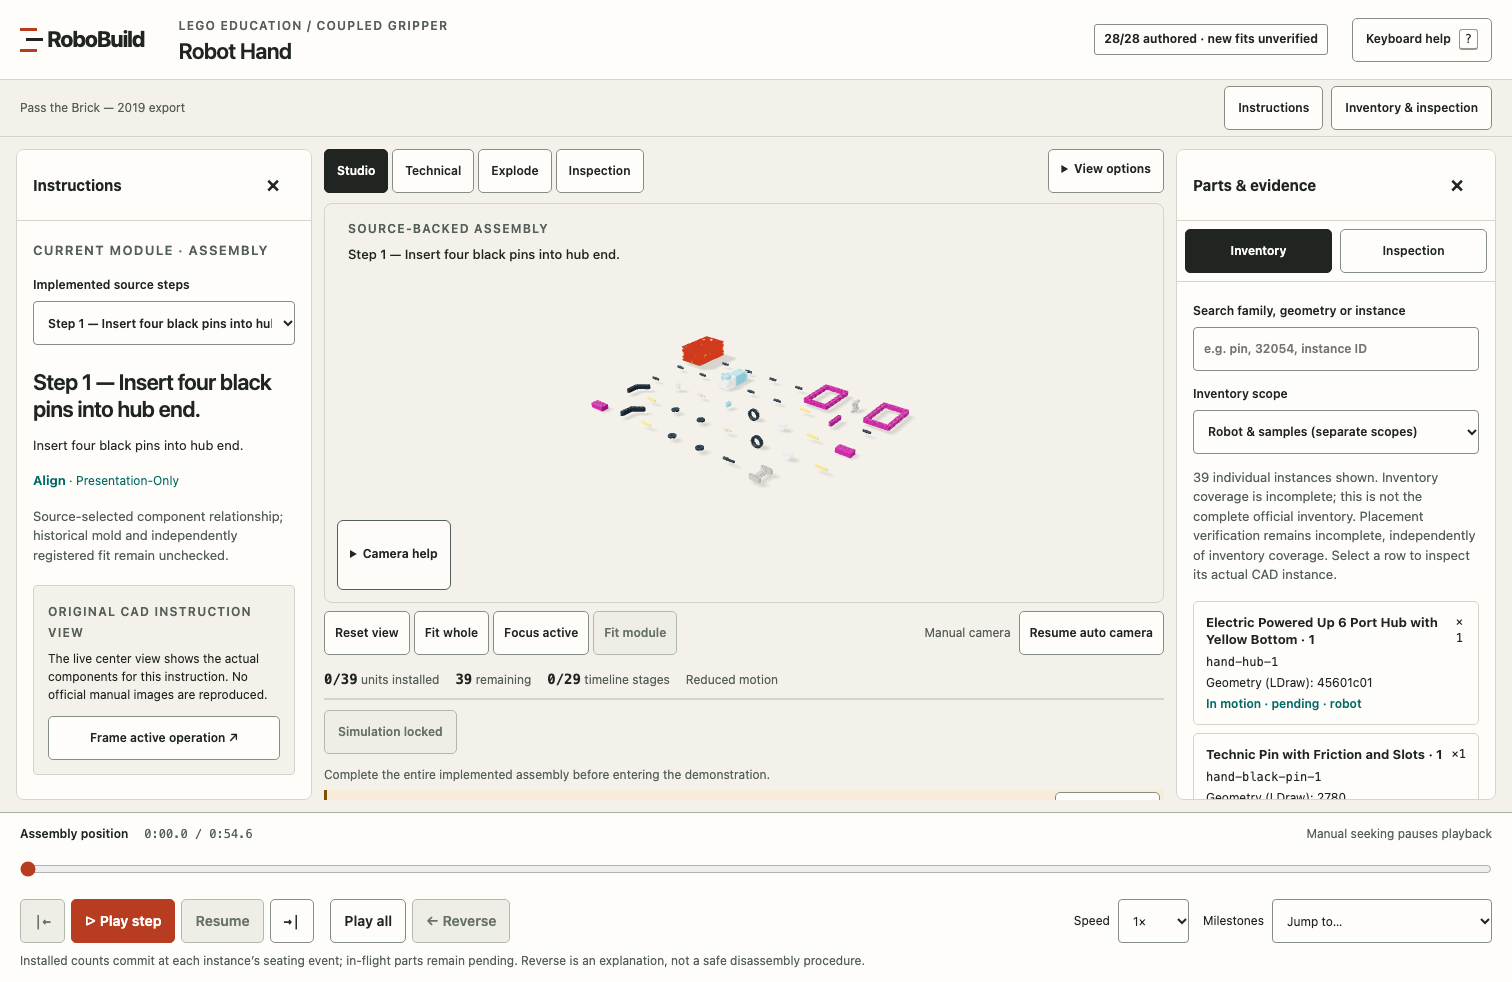 RoboBuild
LEGO EDUCATION / COUPLED GRIPPER
Robot Hand
28/28 authored · new fits unverified
Keyboard help ?
Pass the Brick — 2019 export
Instructions
Inventory & inspection
Instructions
CURRENT MODULE · ASSEMBLY
Implemented source steps
Step 1 — Insert four black pins into hul
Step 1 — Insert four black
pins into hub end.
Insert four black pins into hub end.
Align · Presentation-Only
Source-selected component relationship;
historical mold and independently
registered fit remain unchecked.
ORIGINAL CAD INSTRUCTION
VIEW
The live center view shows the actual
components for this instruction. No
official manual images are reproduced.
Frame active operation ↗
Studio
Technical
Explode
Inspection
View options
SOURCE-BACKED ASSEMBLY
Step 1 — Insert four black pins into hub end.
Camera help
Reset view
Fit whole
Focus active
Fit module
Manual camera
Resume auto camera
0/39 units installed 39 remaining 0/29 timeline stages Reduced motion
Simulation locked
Complete the entire implemented assembly before entering the demonstration.
Parts & evidence
Inventory
Inspection
Search family, geometry or instance
e.g. pin, 32054, instance ID
Inventory scope
Robot & samples (separate scopes)
39 individual instances shown. Inventory
coverage is incomplete; this is not the
complete official inventory. Placement
verification remains incomplete, independently
of inventory coverage. Select a row to inspect
its actual CAD instance.
Electric Powered Up 6 Port Hub with
Yellow Bottom · 1
×
1
hand-hub-1
Geometry (LDraw): 45601c01
In motion · pending · robot
Technic Pin with Friction and Slots · 1 ×1
hand-black-pin-1
Geometry (LDraw): 2780
Assembly position 0:00.0 / 0:54.6
Manual seeking pauses playback
|←
▷ Play step
Resume
→|
Play all
← Reverse
Speed
1×
Milestones
Jump to...
Installed counts commit at each instance's seating event; in-flight parts remain pending. Reverse is an explanation, not a safe disassembly procedure.